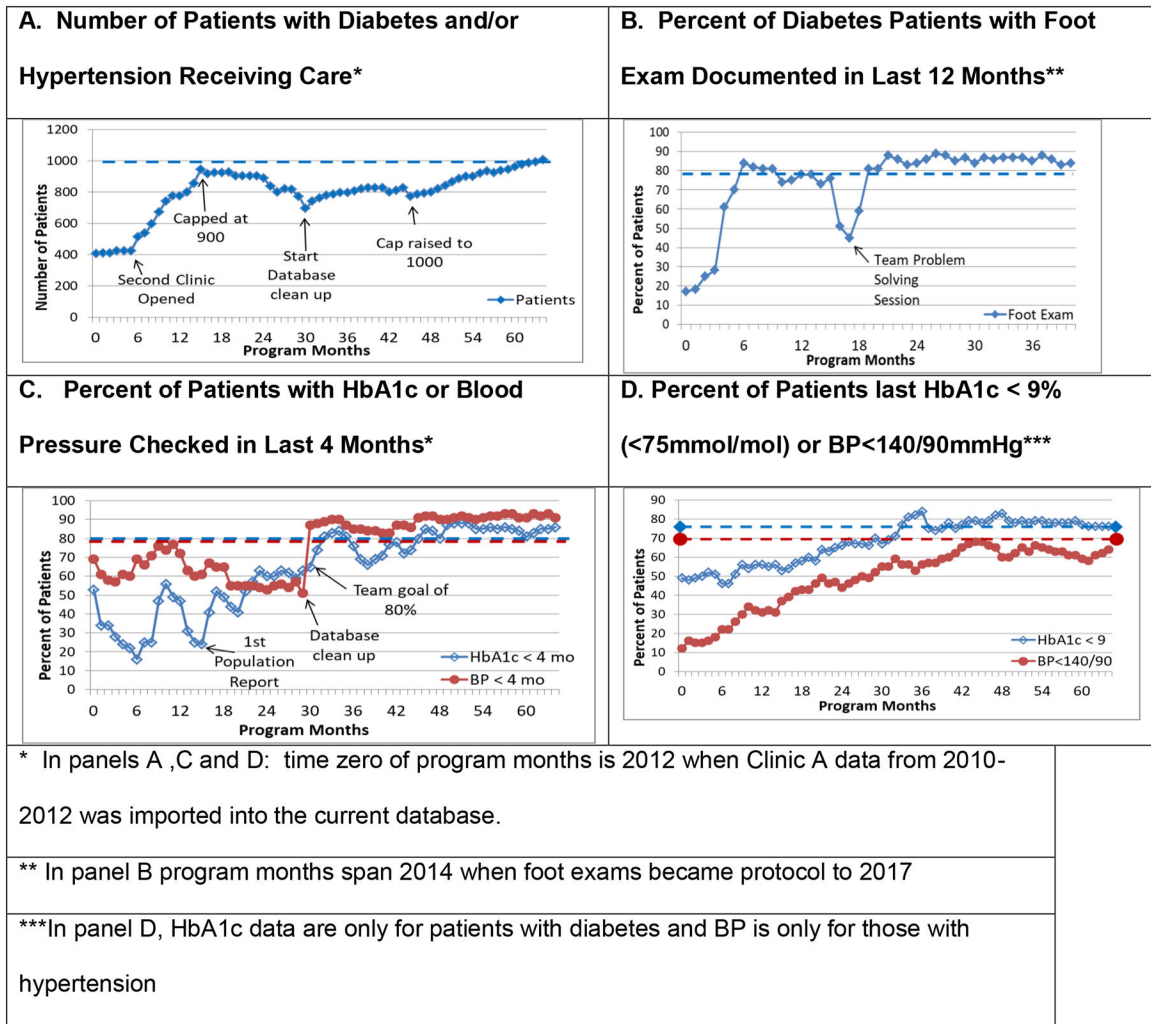 A. Number of Patients with Diabetes and/or
Hypertension Receiving Care*
B. Percent of Diabetes Patients with Foot
Exam Documented in Last 12 Months**
1200
1000
800
600
400
200
0
Number of Patients
Capped at
900
Second Clinic
Opened
Start
Database
clean up
Cap raised to
1000
Patients
0 6 12 18 24 30 36 42 48 54 60
Program Months
100
90
80
70
60
50
40
30
20
10
0
Percent of Patients
Team Problem
Solving
Session
Foot Exam
0 6 12 18 24 30 36
Program Months
C. Percent of Patients with HbA1c or Blood
Pressure Checked in Last 4 Months*
D. Percent of Patients last HbA1c < 9%
(<75mmol/mol) or BP<140/90mmHg***
100
90
80
70
60
50
40
30
20
10
0
Percent of Patients
1st
Population
Report
Team goal of
80%
Database
clean up
HbA1c < 4 mo
BP < 4 mo
0 6 12 18 24 30 36 42 48 54 60
Program Months
90
80
70
60
50
40
30
20
10
0
Percent of Patients
HbA1c < 9
BP<140/90
0 6 12 18 24 30 36 42 48 54 60
Program Months
* In panels A ,C and D: time zero of program months is 2012 when Clinic A data from 2010-
2012 was imported into the current database.
** In panel B program months span 2014 when foot exams became protocol to 2017
***In panel D, HbA1c data are only for patients with diabetes and BP is only for those with
hypertension